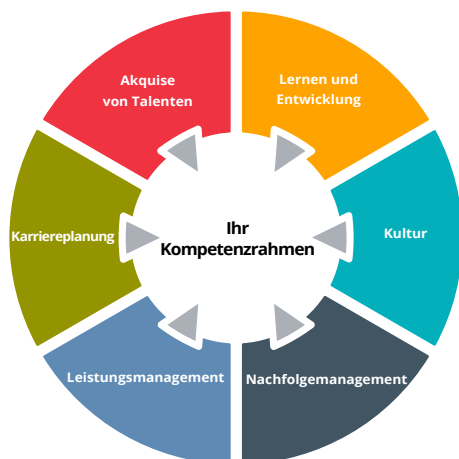 Akquise
von Talenten
Lernen und
Entwicklung
Karriereplanung
Ihr
Kompetenzrahmen
Kultur
Leistungsmanagement
Nachfolgemanagement